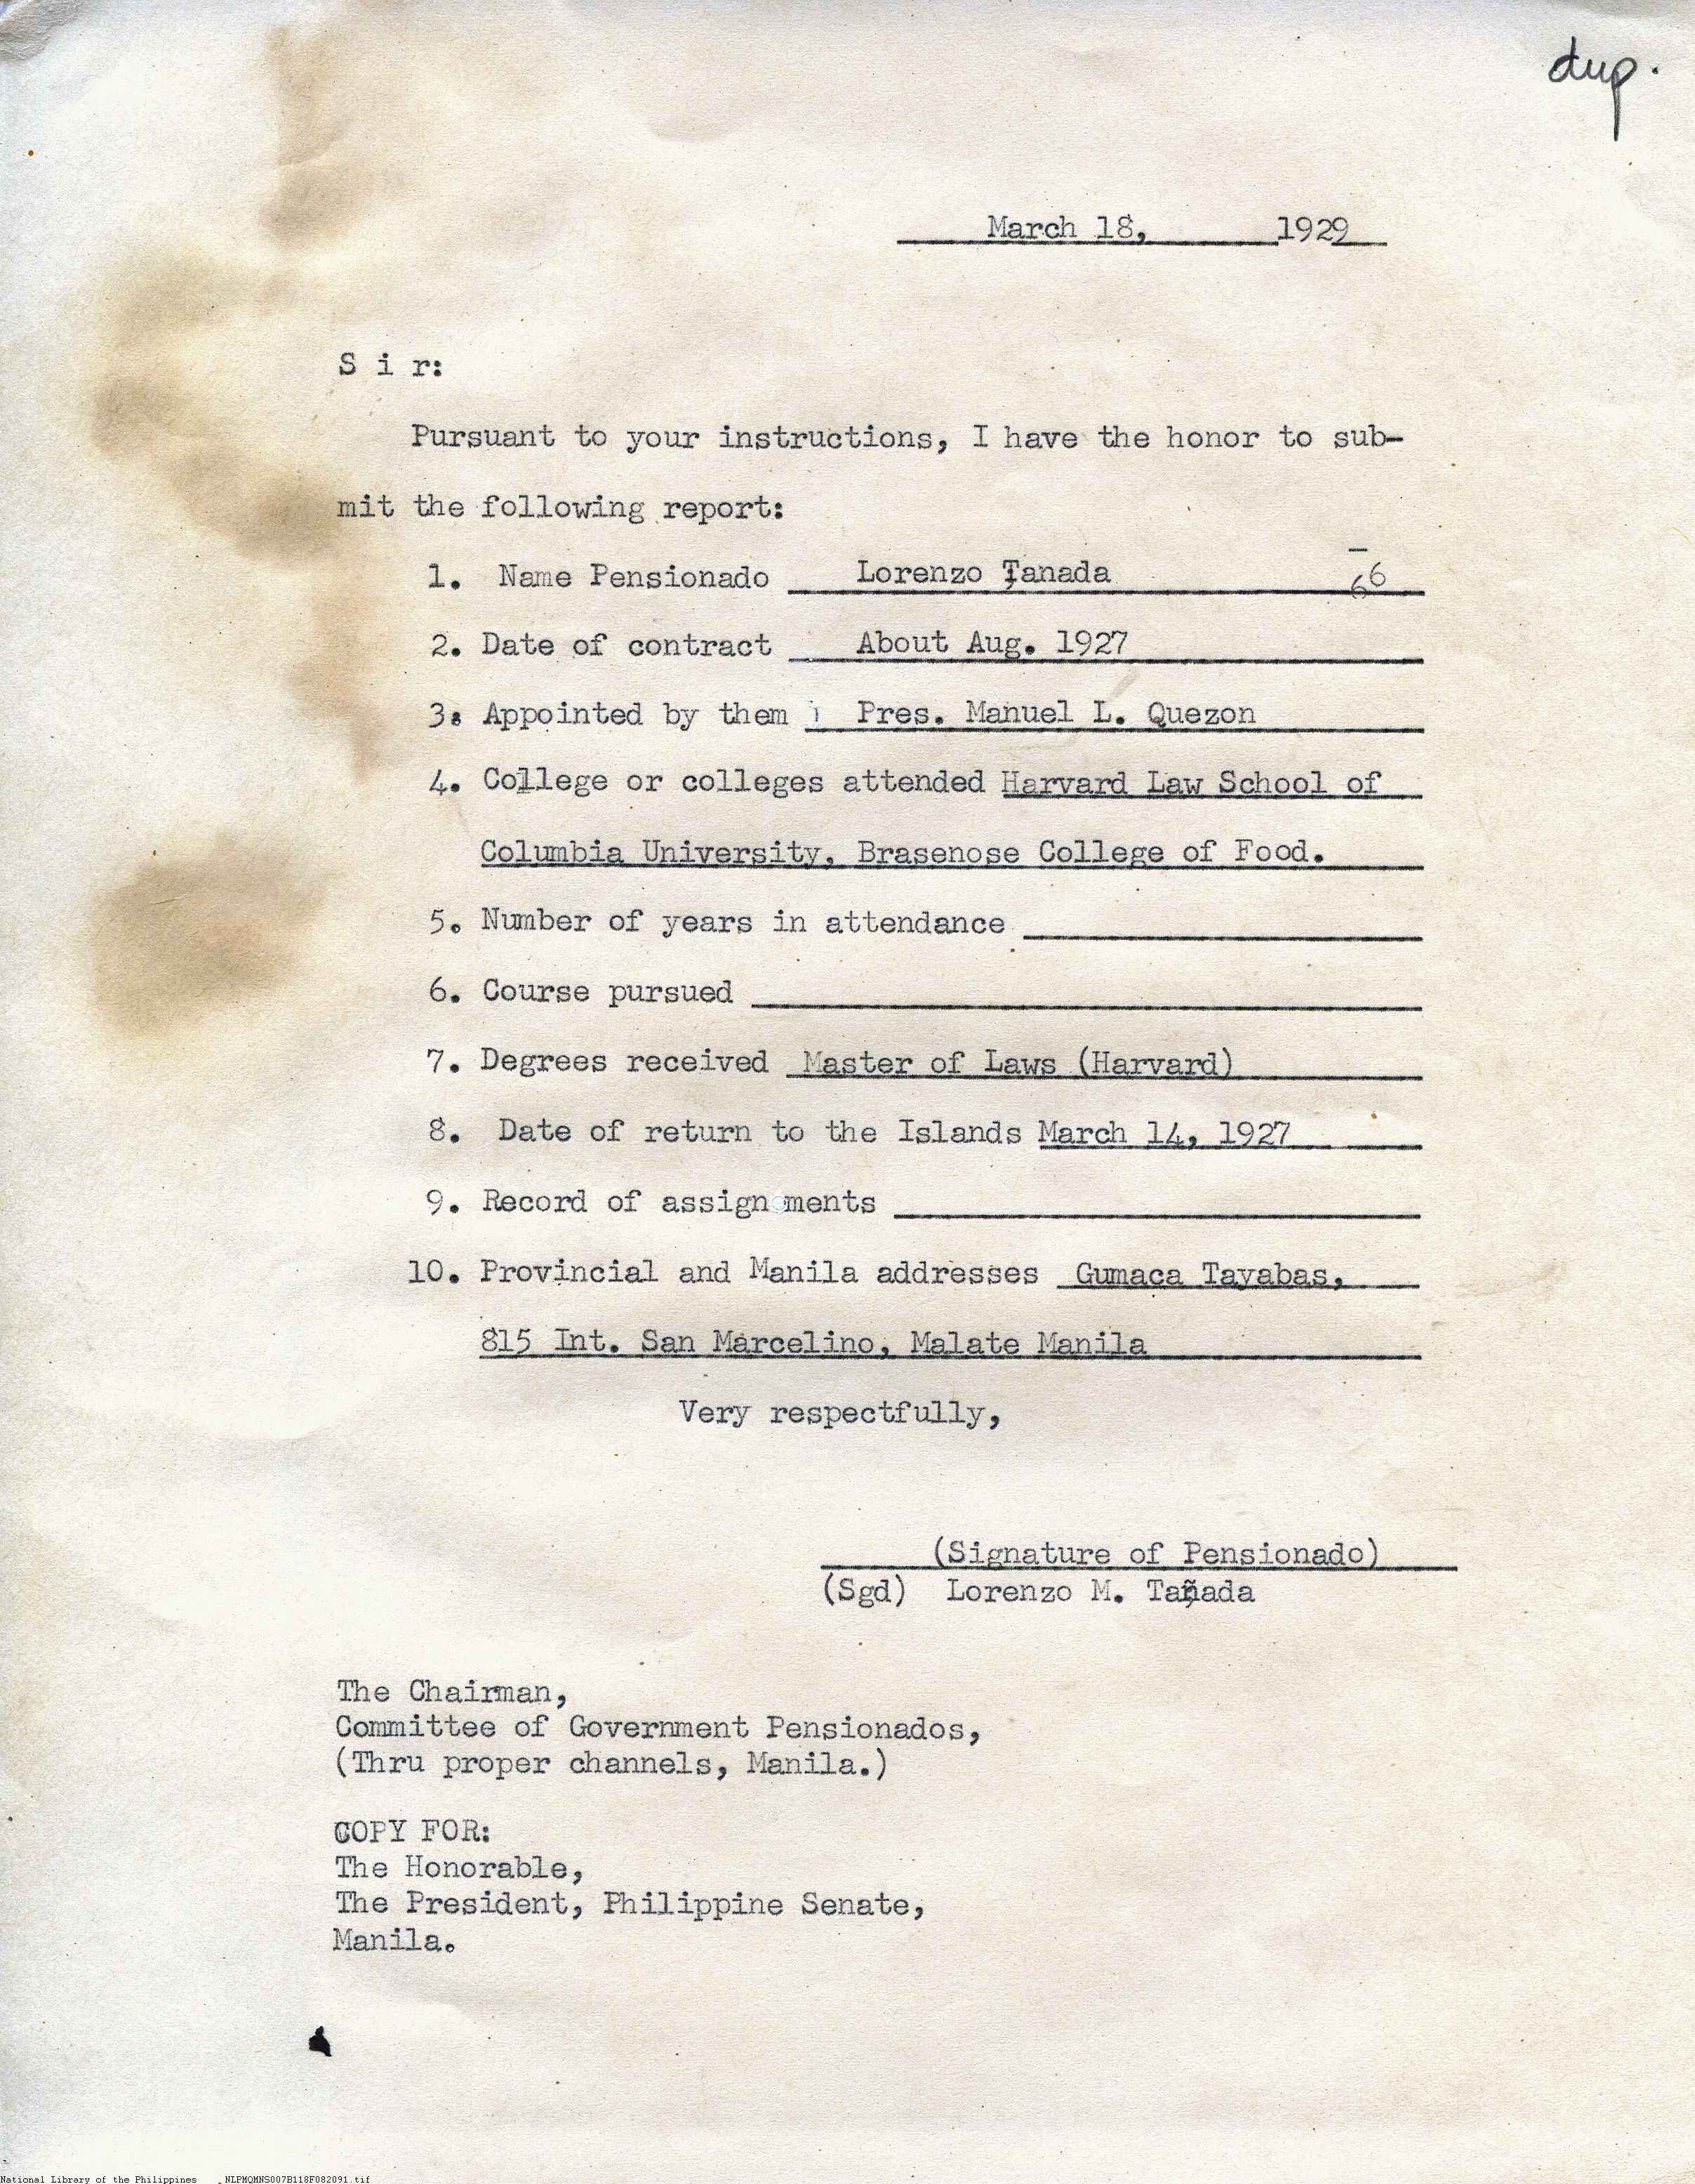 dup.
March 18, 1929
S i r:
Pursuant to your instructions, I have the honor to sub-
mit the following report:
1. Name Pensionado Lorenzo Tanada 66
2. Date of contract About Aug. 1927
3: Appointed by them Pres. Manuel L. Quezon
4. College or colleges attended Harvard Law School of
Columbia University, Brasenose College of Food.
5. Number of years in attendance
6. Course pursued
7. Degrees received Master of Laws (Harvard)
8. Date of return to the Islands March 14, 1927
9. Record of assignments
10. Provincial and Manila addresses Gumaca Tayabas,
815 Int. San Marcelino, Malate Manila
Very respectfully,
(Signature of Pensionado)
(Sgd) Lorenzo M. Tañada
The Chairman,
Committee of Government Pensionados,
(Thru proper channels, Manila.)
COPY FOR:
The Honorable,
The President, Philippine Senate,
Manila.
National Library of the Philippines NLPMQMNS007B118F082091.tif